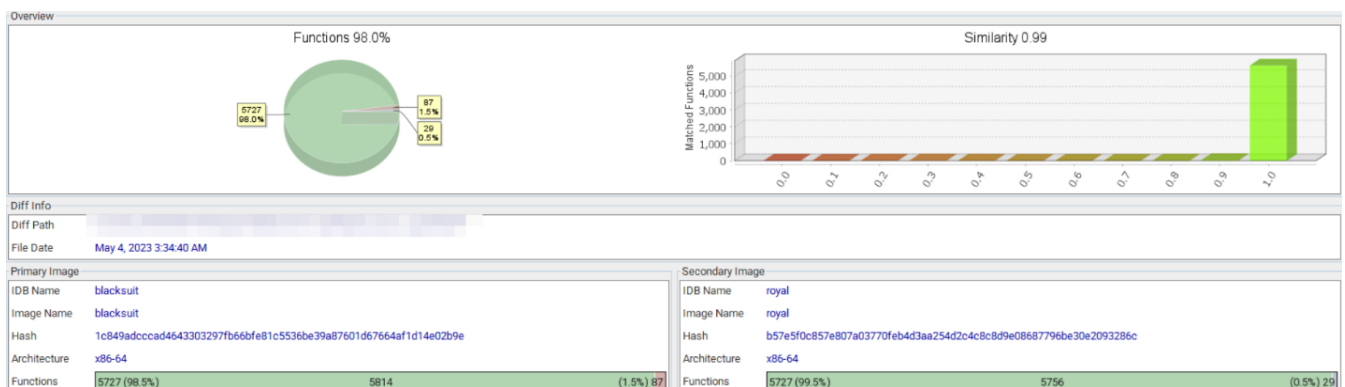 Overview
Functions 98.0%
5727
98.0%
87
1.5%
29
0.5%
Similarity 0.99
Matched Functions
5,000
4,000
3,000
2,000
1,000
0
0.0 0.1 0.2 0.3 0.4 0.5 0.6 0.7 0.8 0.9 1.0
Diff Info
Diff Path
File Date May 4, 2023 3:34:40 AM
Primary Image
IDB Name blacksuit
Image Name blacksuit
Hash 1c849adcccad4643303297fb66bfe81c5536be39a87601d67664af1d14e02b9e
Architecture x86-64
Functions 5727 (98.5%) 5814 (1.5%) 87
Secondary Image
IDB Name royal
Image Name royal
Hash b57e5f0c857e807a03770feb4d3aa254d2c4c8c8d9e08687796be30e2093286c
Architecture x86-64
Functions 5727 (99.5%) 5756 (0.5%) 29